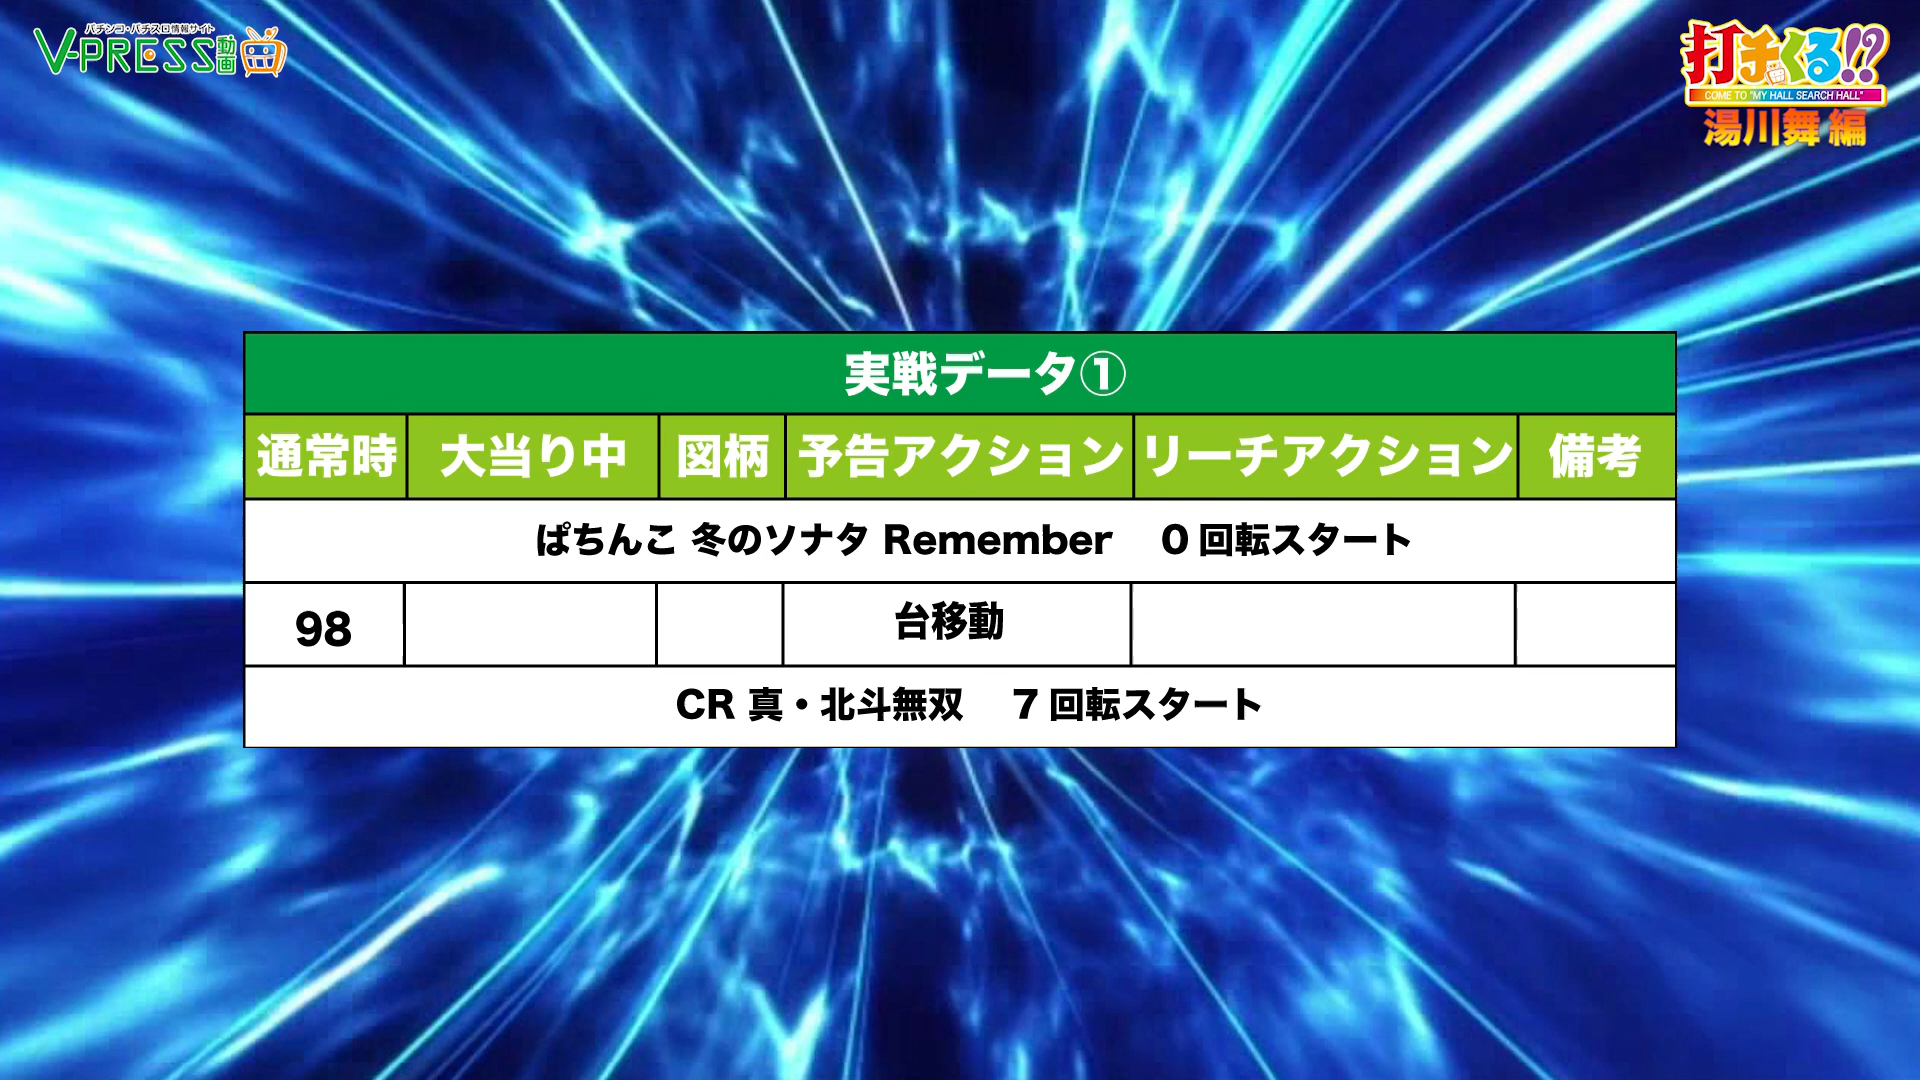 パチンコ・パチスロ情報サイト
V-PRESS動画
打チくる!?
COME TO "MY HALL SEARCH HALL"
湯川舞 編
実戦データ①
通常時 大当り中 図柄 予告アクション リーチアクション 備考
ぱちんこ 冬のソナタ Remember 0回転スタート
98 台移動
CR 真・北斗無双 7回転スタート